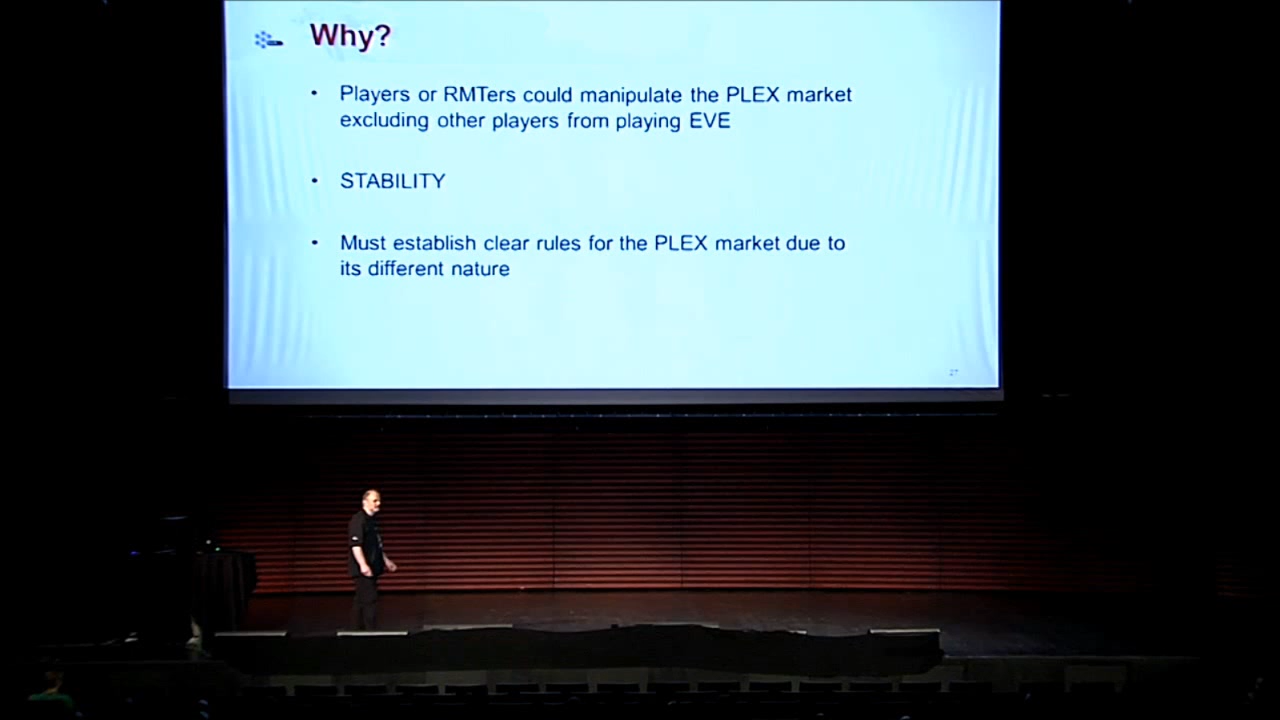 Why?
• Players or RMTers could manipulate the PLEX market
excluding other players from playing EVE
• STABILITY
• Must establish clear rules for the PLEX market due to
its different nature